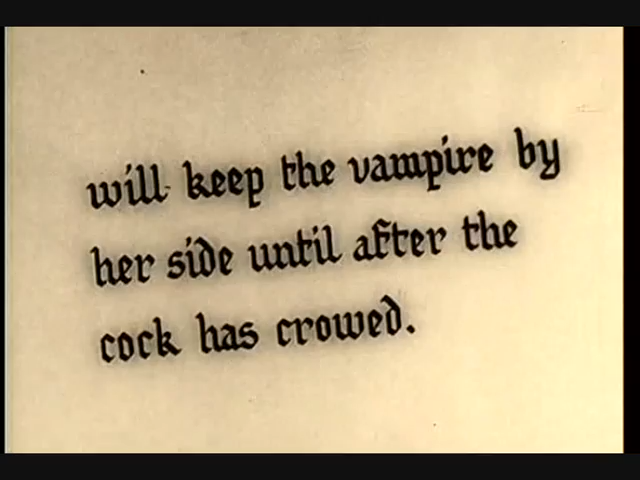 will keep the vampire by
her side until after the
cock has crowed.